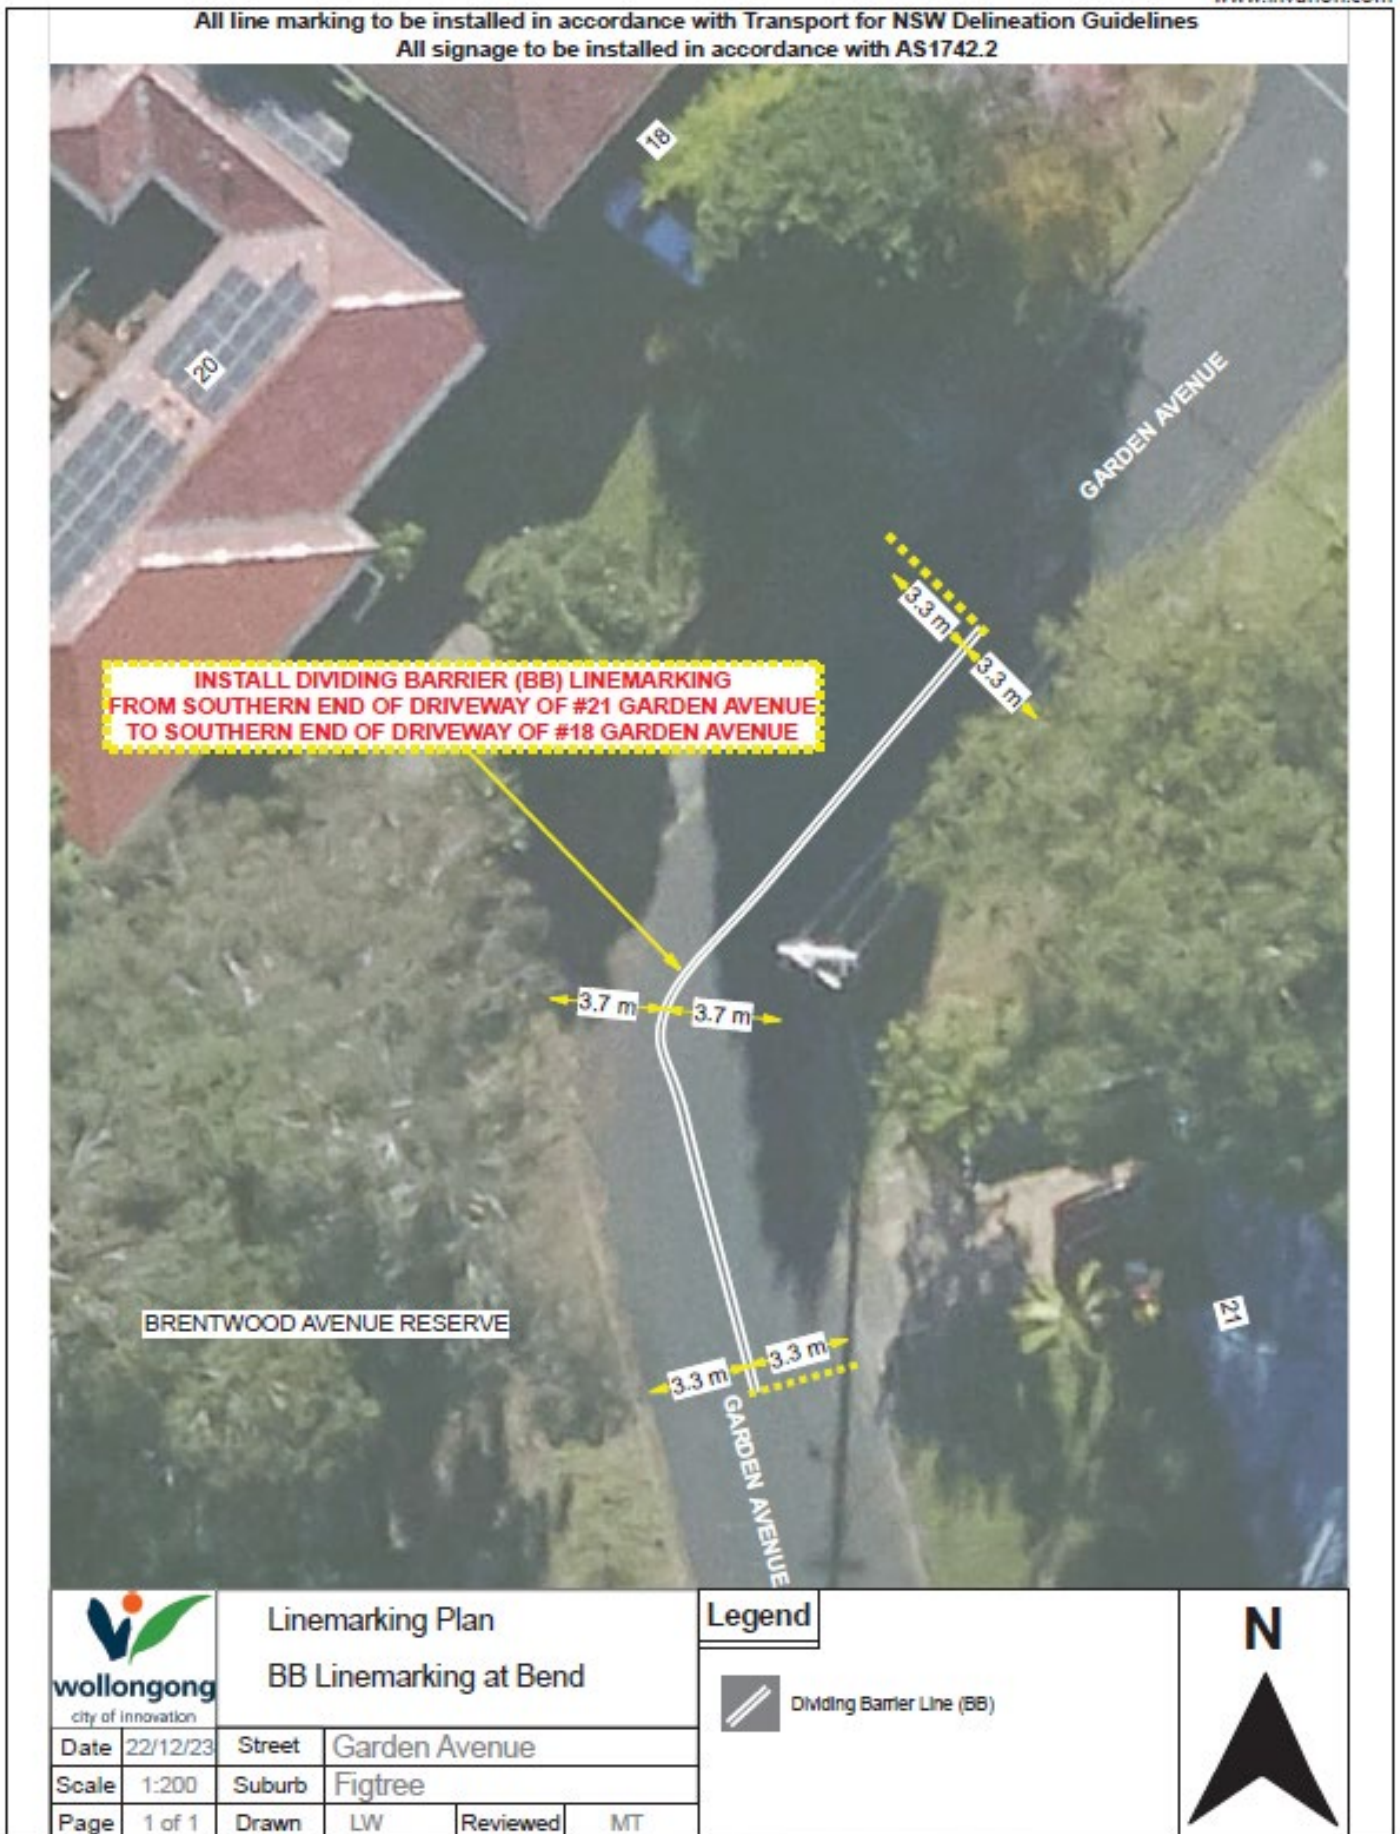 All line marking to be installed in accordance with Transport for NSW Delineation Guidelines
All signage to be installed in accordance with AS1742.2
18
20
GARDEN AVENUE
3.3 m
3.3 m
INSTALL DIVIDING BARRIER (BB) LINEMARKING
FROM SOUTHERN END OF DRIVEWAY OF #21 GARDEN AVENUE
TO SOUTHERN END OF DRIVEWAY OF #18 GARDEN AVENUE
3.7 m
3.7 m
BRENTWOOD AVENUE RESERVE
21
3.3 m
3.3 m
GARDEN AVENUE
wollongong
city of innovation
Linemarking Plan
BB Linemarking at Bend
Date 22/12/23 Street Garden Avenue
Scale 1:200 Suburb Figtree
Page 1 of 1 Drawn LW Reviewed MT
Legend
Dividing Barrier Line (BB)
N